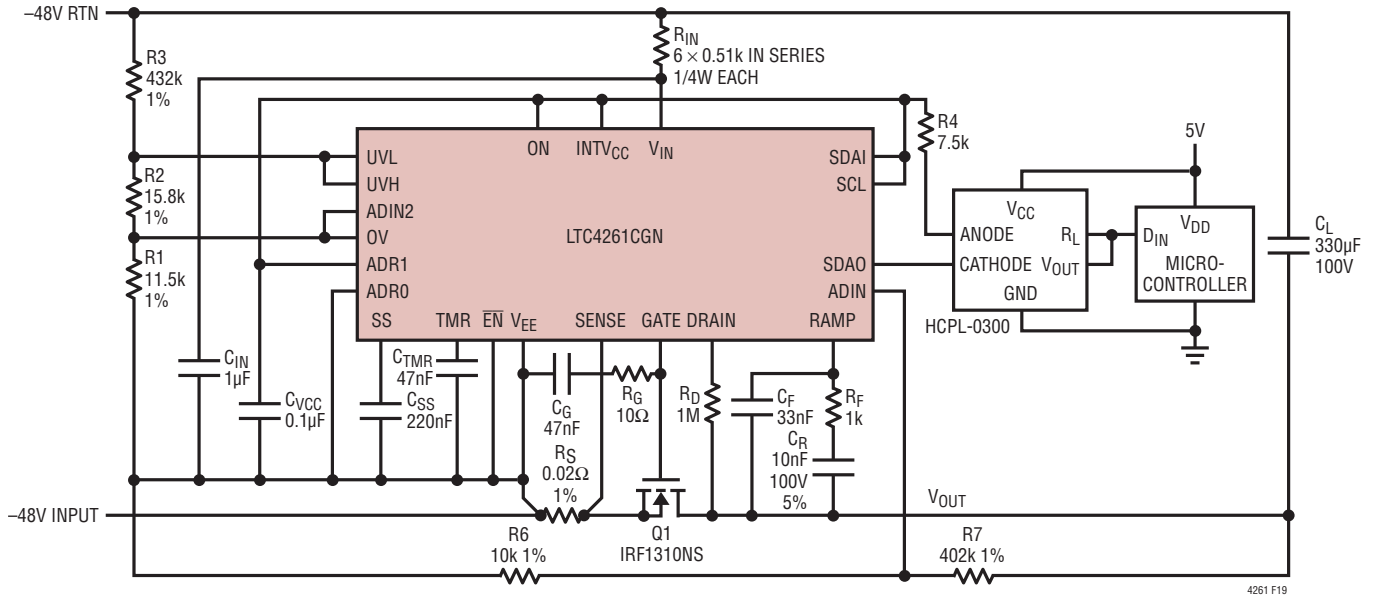 –48V RTN
R3
432k
1%
R2
15.8k
1%
R1
11.5k
1%
RIN
6 × 0.51k IN SERIES
1/4W EACH
ON
INTVCC
VIN
UVL
UVH
ADIN2
OV
ADR1
ADR0
LTC4261CGN
SDAI
SCL
SDAO
ADIN
SS
TMR
EN
VEE
SENSE
GATE
DRAIN
RAMP
R4
7.5k
VCC
ANODE
RL
CATHODE
VOUT
GND
HCPL-0300
5V
VDD
DIN
MICRO-
CONTROLLER
CL
330µF
100V
CIN
1µF
CVCC
0.1µF
CSS
220nF
CTMR
47nF
CG
47nF
RG
10Ω
RS
0.02Ω
1%
RD
1M
CF
33nF
RF
1k
CR
10nF
100V
5%
–48V INPUT
Q1
IRF1310NS
VOUT
R6
10k 1%
R7
402k 1%
4261 F19